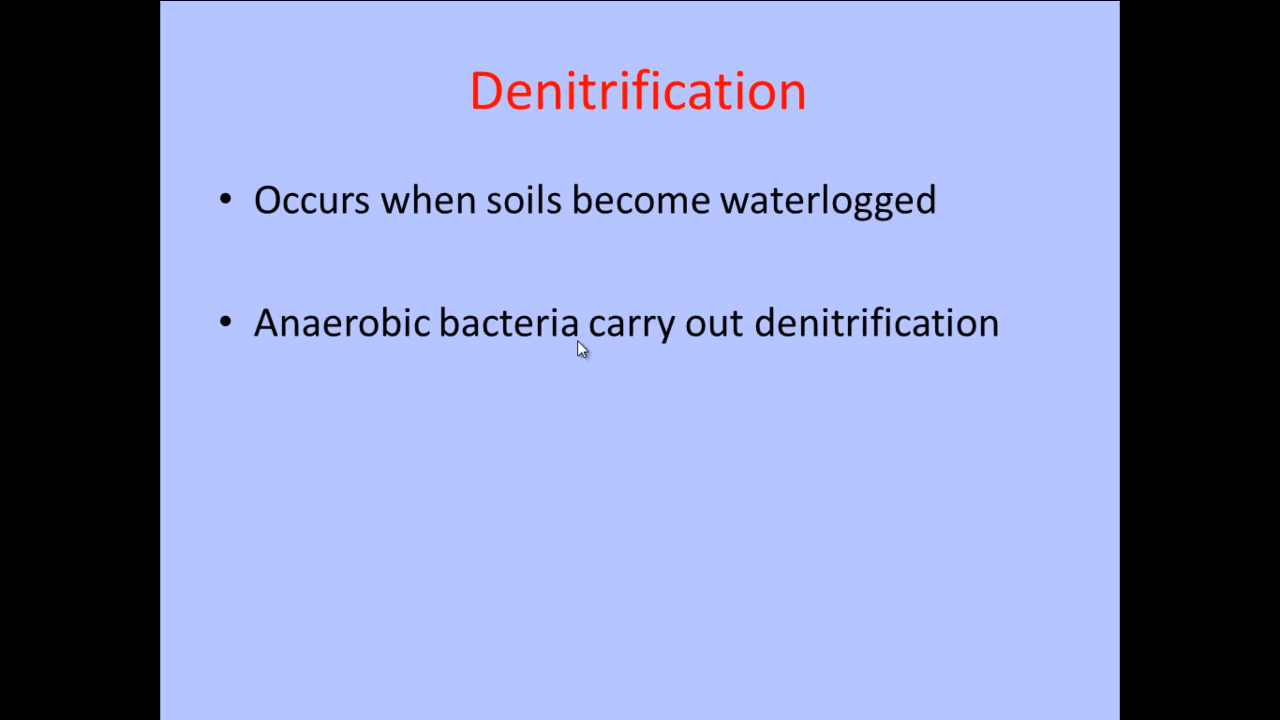 Denitrification
• Occurs when soils become waterlogged
• Anaerobic bacteria carry out denitrification